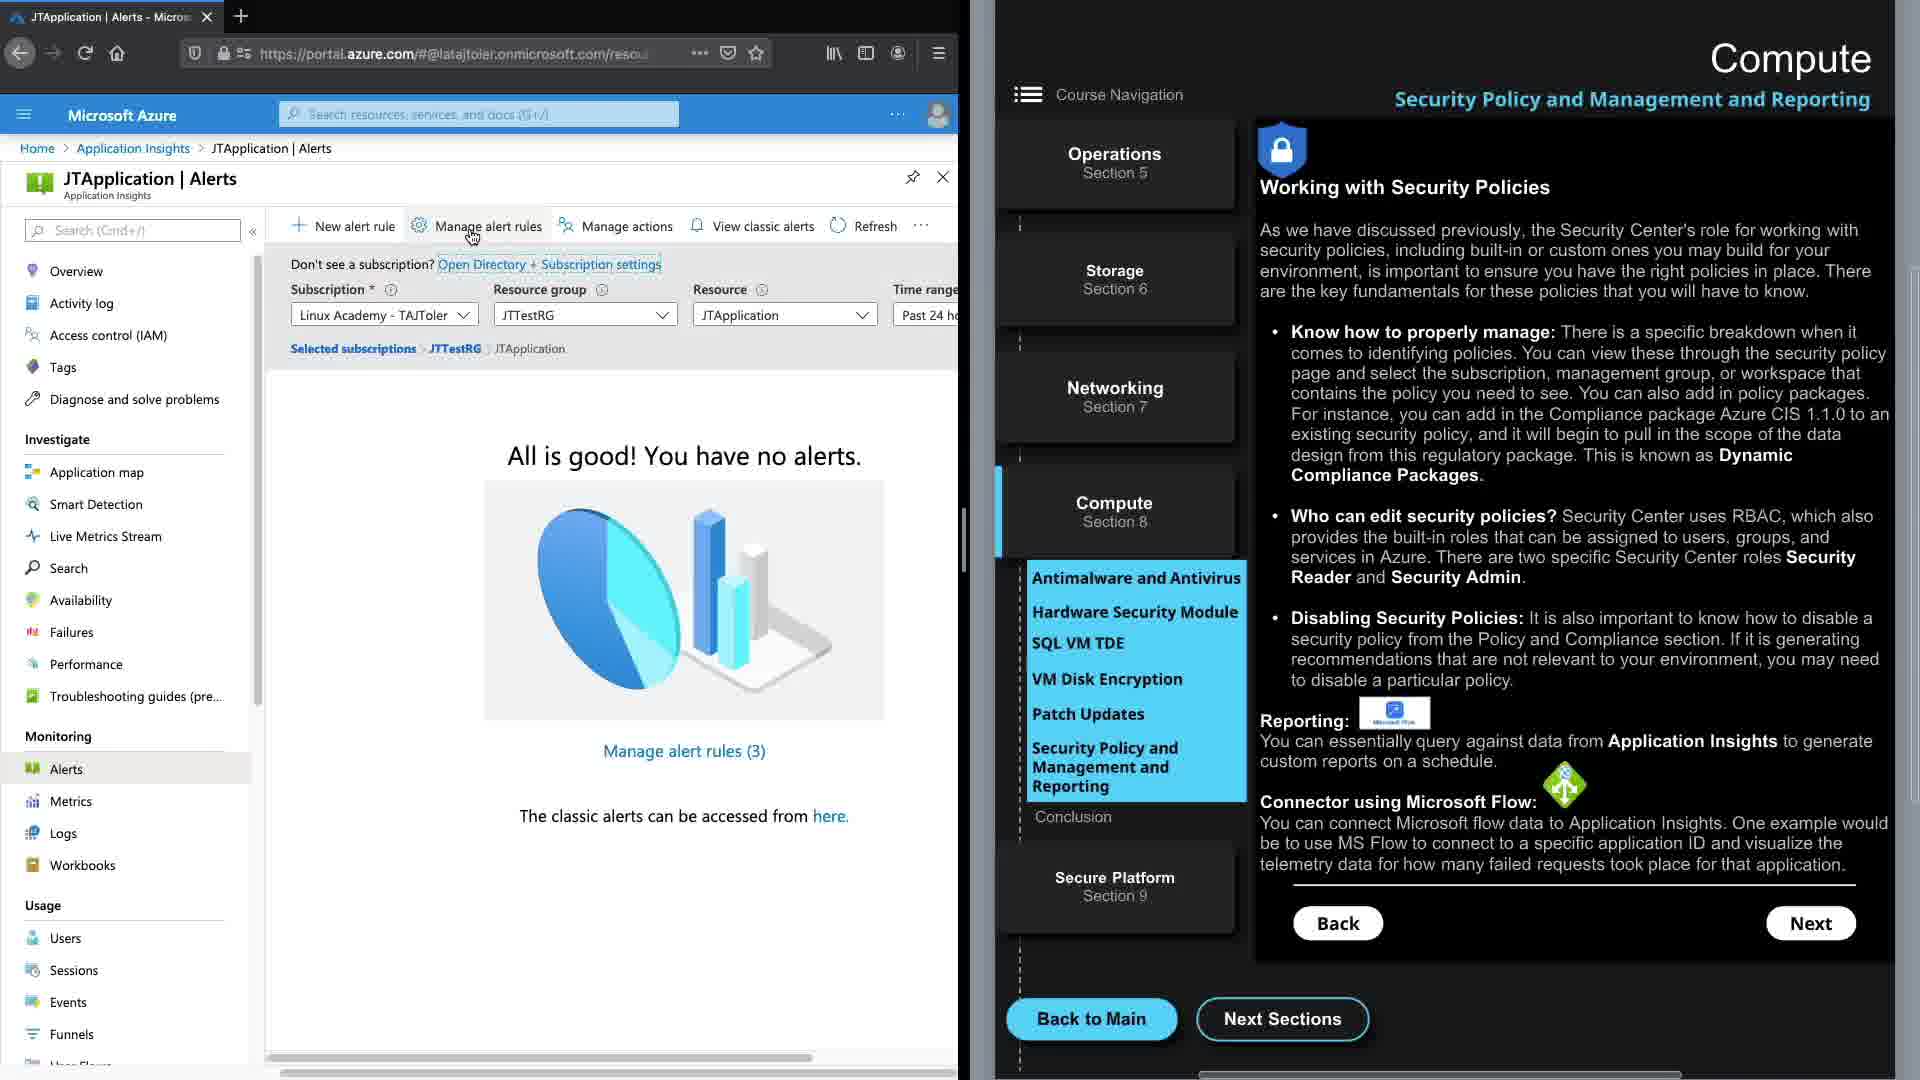 JTApplication | Alerts - Micros
https://portal.azure.com/#@latajtoler.onmicrosoft.com/resou
Microsoft Azure
Search resources, services, and docs (G+/)
Home > Application Insights > JTApplication | Alerts
JTApplication | Alerts
Application Insights
Search (Cmd+/)
Overview
Activity log
Access control (IAM)
Tags
Diagnose and solve problems
Investigate
Application map
Smart Detection
Live Metrics Stream
Search
Availability
Failures
Performance
Troubleshooting guides (pre...
Monitoring
Alerts
Metrics
Logs
Workbooks
Usage
Users
Sessions
Events
Funnels
New alert rule
Manage alert rules
Manage actions
View classic alerts
Refresh
Don't see a subscription? Open Directory + Subscription settings
Subscription *
Resource group
Resource
Time range
Linux Academy - TAJToler
JTTestRG
JTApplication
Past 24 ho
Selected subscriptions > JTTestRG > JTApplication
All is good! You have no alerts.
Manage alert rules (3)
The classic alerts can be accessed from here.
Compute
Security Policy and Management and Reporting
Course Navigation
Operations
Section 5
Storage
Section 6
Networking
Section 7
Compute
Section 8
Antimalware and Antivirus
Hardware Security Module
SQL VM TDE
VM Disk Encryption
Patch Updates
Security Policy and
Management and
Reporting
Conclusion
Secure Platform
Section 9
Back to Main
Next Sections
Working with Security Policies
As we have discussed previously, the Security Center's role for working with
security policies, including built-in or custom ones you may build for your
environment, is important to ensure you have the right policies in place. There
are the key fundamentals for these policies that you will have to know.
• Know how to properly manage: There is a specific breakdown when it
comes to identifying policies. You can view these through the security policy
page and select the subscription, management group, or workspace that
contains the policy you need to see. You can also add in policy packages.
For instance, you can add in the Compliance package Azure CIS 1.1.0 to an
existing security policy, and it will begin to pull in the scope of the data
design from this regulatory package. This is known as Dynamic
Compliance Packages.
• Who can edit security policies? Security Center uses RBAC, which also
provides the built-in roles that can be assigned to users. groups, and
services in Azure. There are two specific Security Center roles Security
Reader and Security Admin.
• Disabling Security Policies: It is also important to know how to disable a
security policy from the Policy and Compliance section. If it is generating
recommendations that are not relevant to your environment, you may need
to disable a particular policy.
Reporting:
Microsoft Flow
You can essentially query against data from Application Insights to generate
custom reports on a schedule.
Connector using Microsoft Flow:
You can connect Microsoft flow data to Application Insights. One example would
be to use MS Flow to connect to a specific application ID and visualize the
telemetry data for how many failed requests took place for that application.
Back
Next